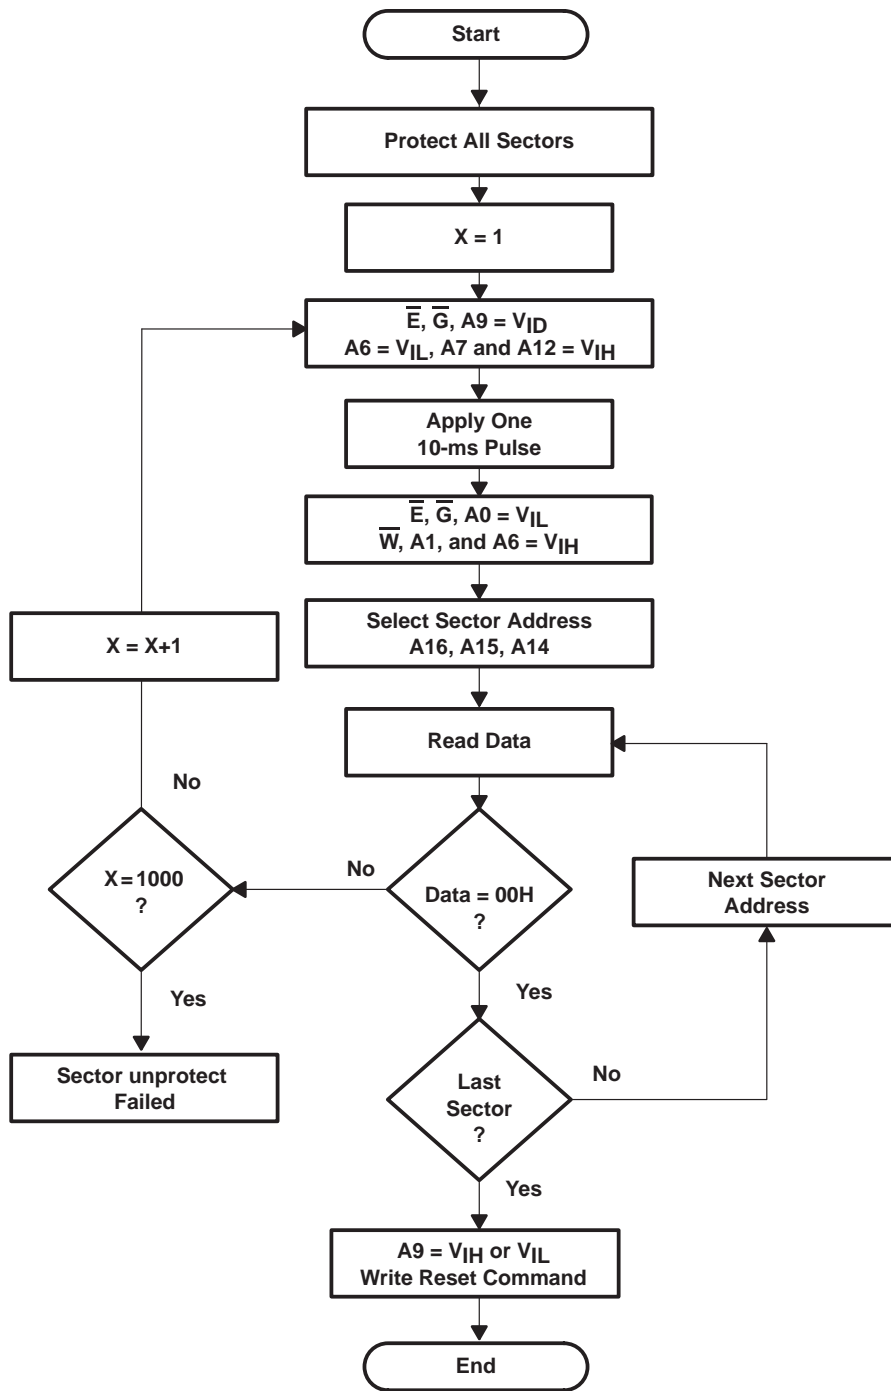 Start
Protect All Sectors
X = 1
E̅, G̅, A9 = VID
A6 = VIL, A7 and A12 = VIH
Apply One
10-ms Pulse
E̅, G̅, A0 = VIL
W̅, A1, and A6 = VIH
X = X+1
Select Sector Address
A16, A15, A14
Read Data
No
X=1000
?
No
Data = 00H
?
Next Sector
Address
Yes
Yes
Sector unprotect
Failed
Last
Sector
?
No
Yes
A9 = VIH or VIL
Write Reset Command
End